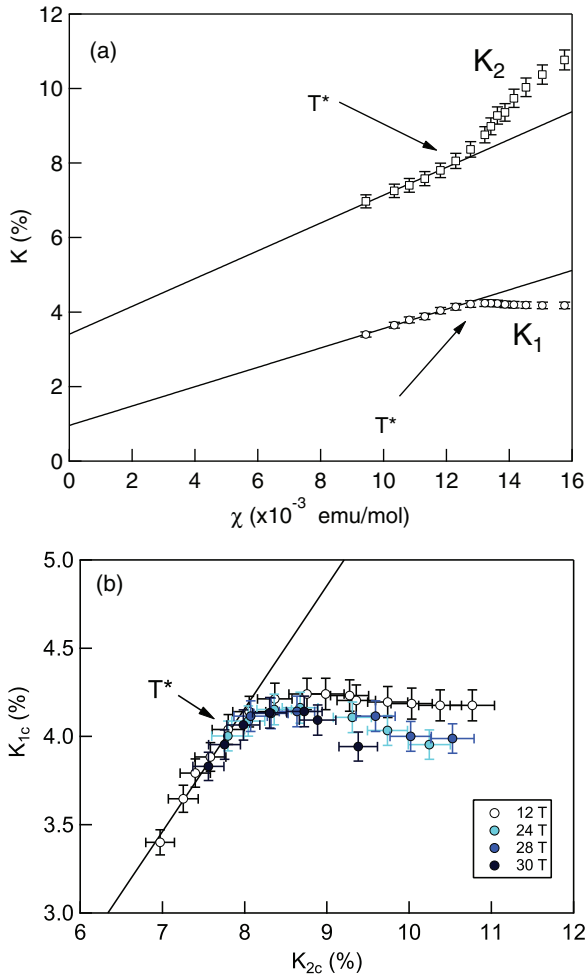 (a)
K₂
T*
K₁
T*
12
10
8
6
4
2
0
K (%)
0 2 4 6 8 10 12 14 16
χ (x10⁻³ emu/mol)
(b)
T*
5.0
4.5
4.0
3.5
3.0
K₁c (%)
12 T
24 T
28 T
30 T
6 7 8 9 10 11 12
K₂c (%)